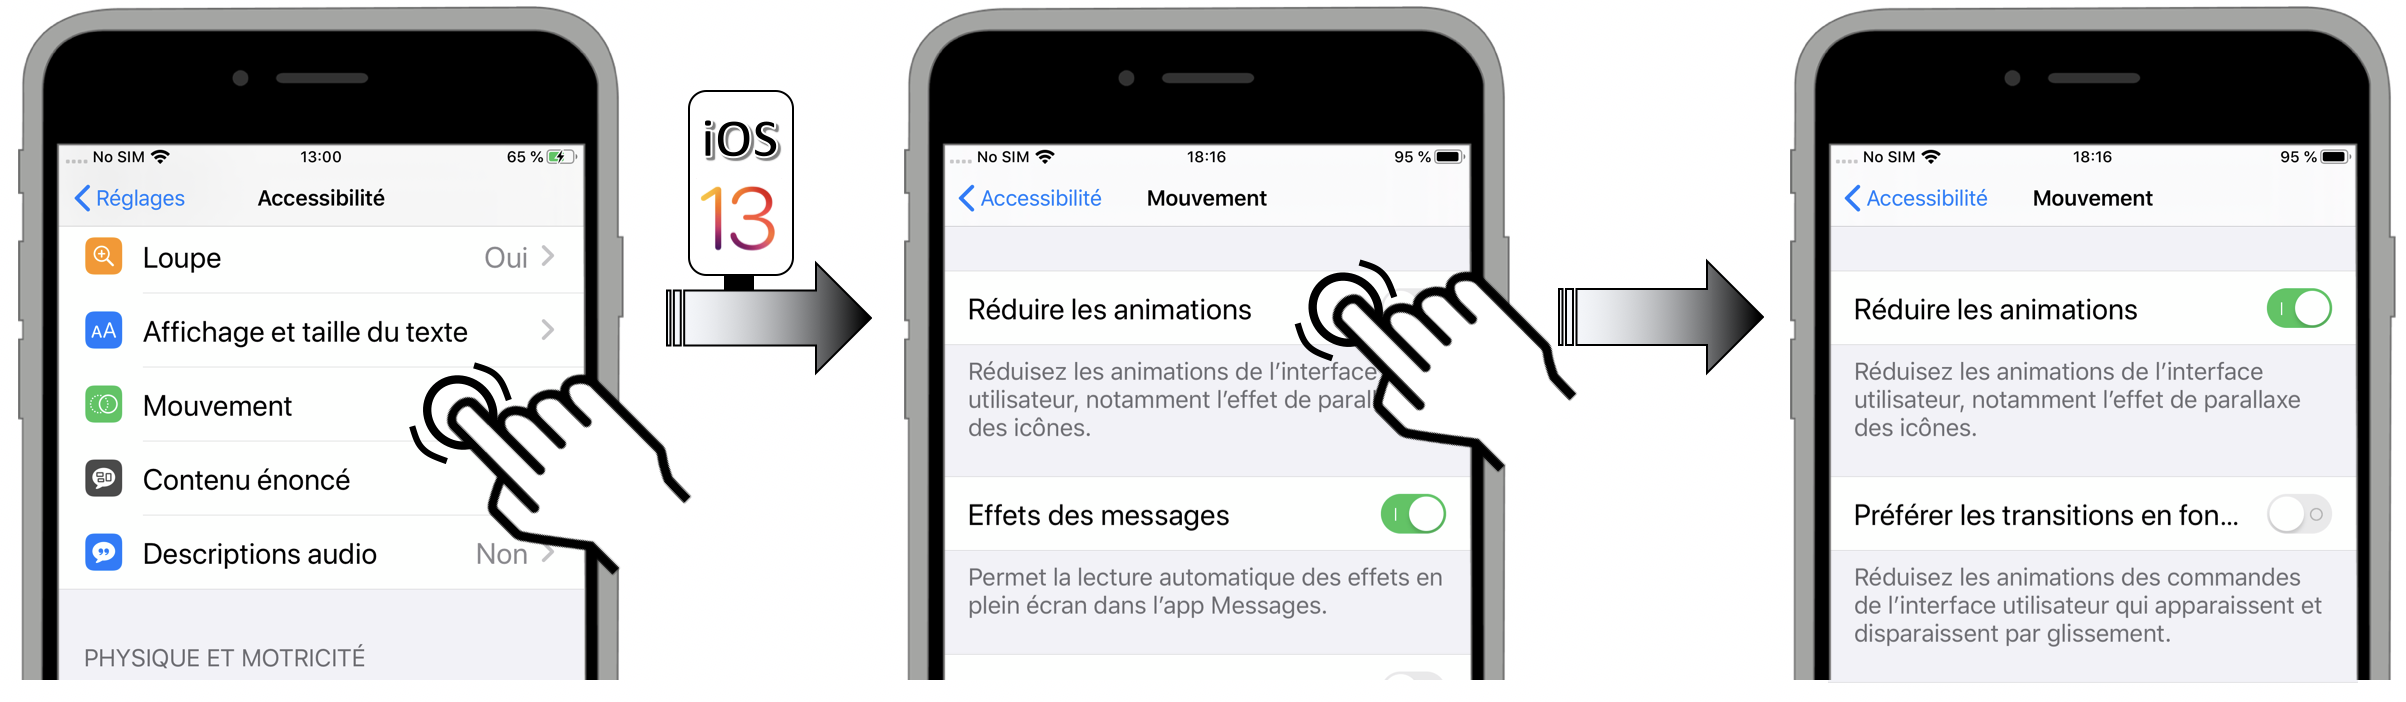 No SIM 13:00 65 %
Réglages Accessibilité
Loupe Oui
AA Affichage et taille du texte
Mouvement
Contenu énoncé
Descriptions audio Non
PHYSIQUE ET MOTRICITÉ
iOS
13
No SIM 18:16 95 %
Accessibilité Mouvement
Réduire les animations
Réduisez les animations de l’interface
utilisateur, notamment l’effet de parall
des icônes.
Effets des messages
Permet la lecture automatique des effets en
plein écran dans l’app Messages.
No SIM 18:16 95 %
Accessibilité Mouvement
Réduire les animations
Réduisez les animations de l’interface
utilisateur, notamment l’effet de parallaxe
des icônes.
Préférer les transitions en fon...
Réduisez les animations des commandes
de l’interface utilisateur qui apparaissent et
disparaissent par glissement.